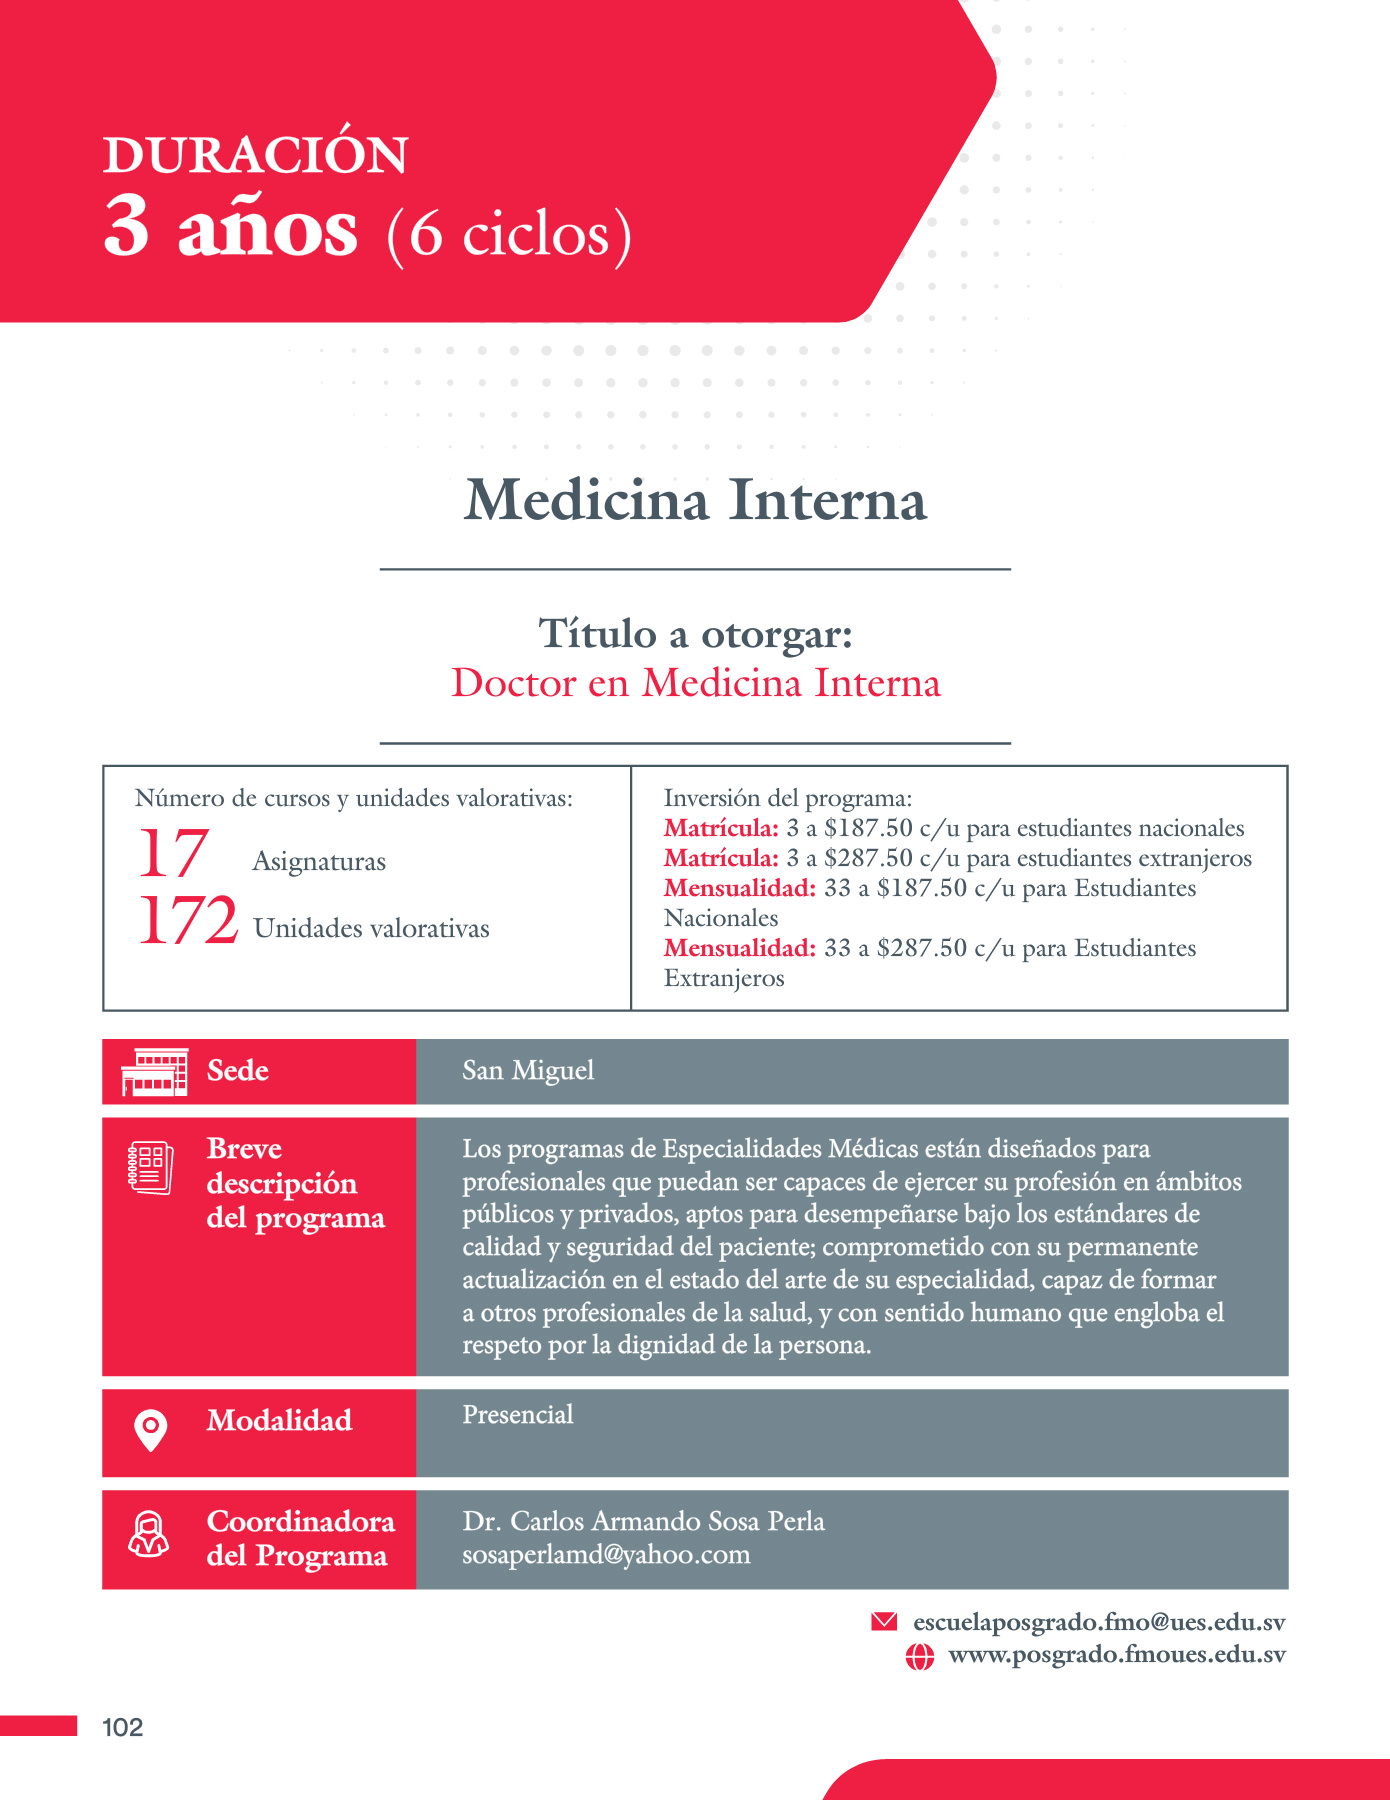 DURACIÓN
3 años (6 ciclos)
Medicina Interna
Título a otorgar:
Doctor en Medicina Interna
Número de cursos y unidades valorativas:
17 Asignaturas
172 Unidades valorativas
Inversión del programa:
Matrícula: 3 a $187.50 c/u para estudiantes nacionales
Matrícula: 3 a $287.50 c/u para estudiantes extranjeros
Mensualidad: 33 a $187.50 c/u para Estudiantes
Nacionales
Mensualidad: 33 a $287.50 c/u para Estudiantes
Extranjeros
Sede
San Miguel
Breve
descripción
del programa
Los programas de Especialidades Médicas están diseñados para
profesionales que puedan ser capaces de ejercer su profesión en ámbitos
públicos y privados, aptos para desempeñarse bajo los estándares de
calidad y seguridad del paciente; comprometido con su permanente
actualización en el estado del arte de su especialidad, capaz de formar
a otros profesionales de la salud, y con sentido humano que engloba el
respeto por la dignidad de la persona.
Modalidad
Presencial
Coordinadora
del Programa
Dr. Carlos Armando Sosa Perla
sosaperlamd@yahoo.com
escuelaposgrado.fmo@ues.edu.sv
www.posgrado.fmoues.edu.sv
102